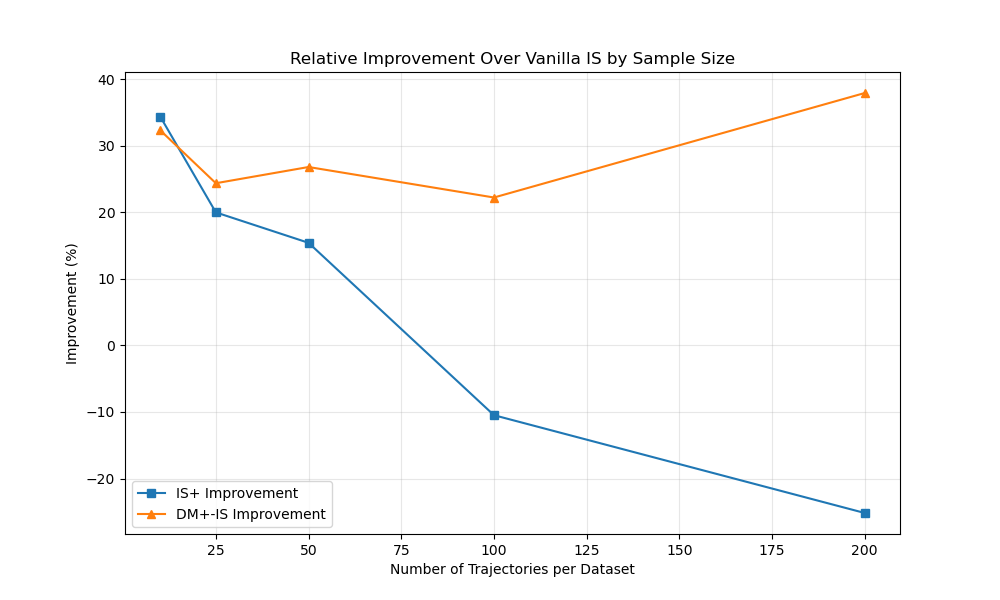 Relative Improvement Over Vanilla IS by Sample Size
40
30
20
10
0
−10
−20
Improvement (%)
IS+ Improvement
DM+-IS Improvement
25 50 75 100 125 150 175 200
Number of Trajectories per Dataset